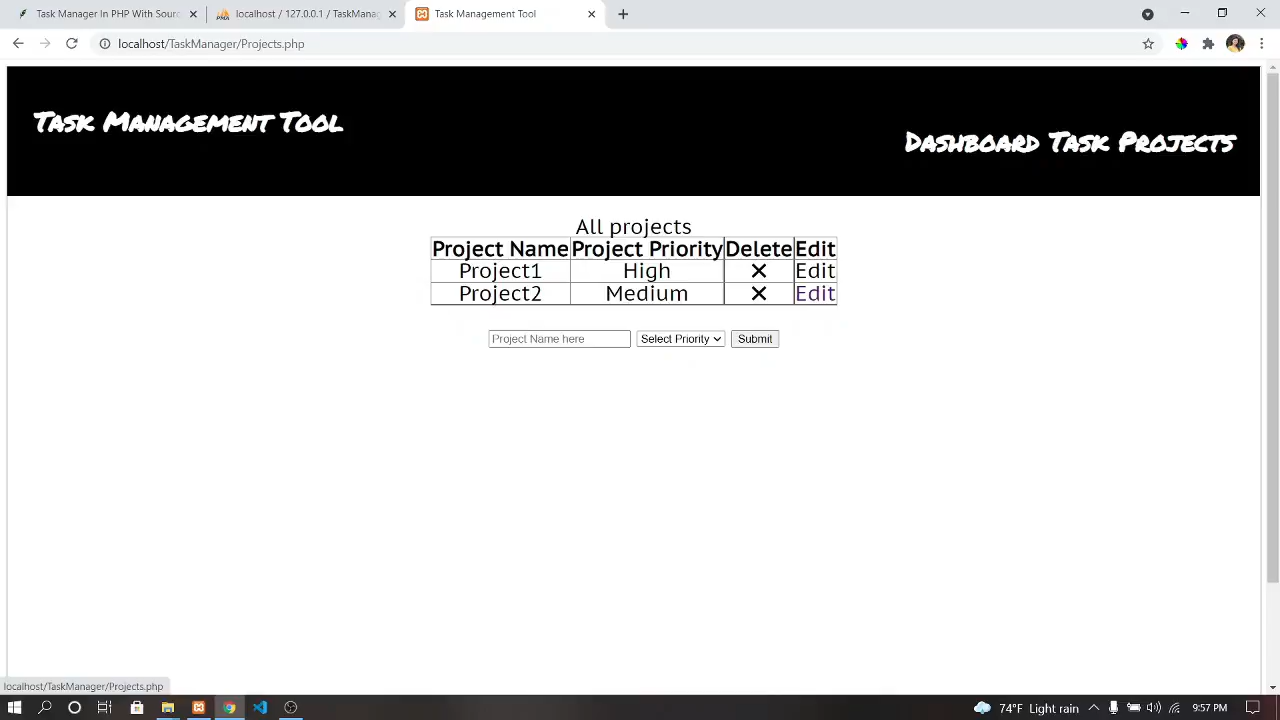 Task Manager In PHP With Sour
localhost / 127.0.0.1 / TaskManag
Task Management Tool
localhost/TaskManager/Projects.php
Task Management Tool
Dashboard Task Projects
All projects
Project Name Project Priority Delete Edit
Project1 High ✕ Edit
Project2 Medium ✕ Edit
Project Name here Select Priority Submit
localhost/TaskManager/Projects.php
74°F Light rain 9:57 PM